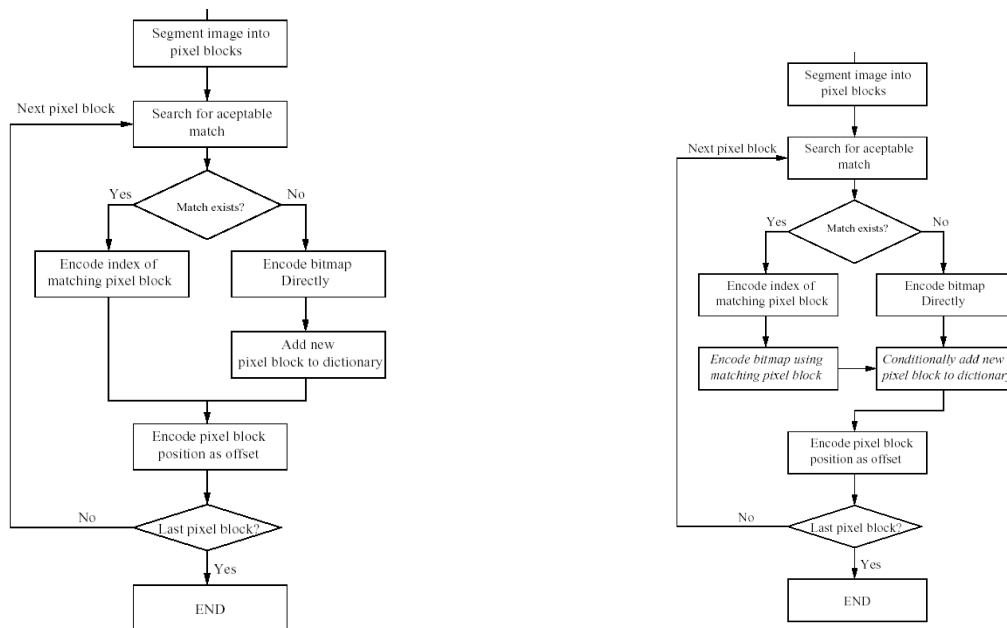 Segment image into
pixel blocks
Next pixel block
Search for aceptable
match
Yes
No
Match exists?
Encode index of
matching pixel block
Encode bitmap
Directly
Add new
pixel block to dictionary
Encode pixel block
position as offset
No
Last pixel block?
Yes
END
Segment image into
pixel blocks
Next pixel block
Search for aceptable
match
Yes
No
Match exists?
Encode index of
matching pixel block
Encode bitmap
Directly
Encode bitmap using
matching pixel block
Conditionally add new
pixel block to dictionary
Encode pixel block
position as offset
No
Last pixel block?
Yes
END